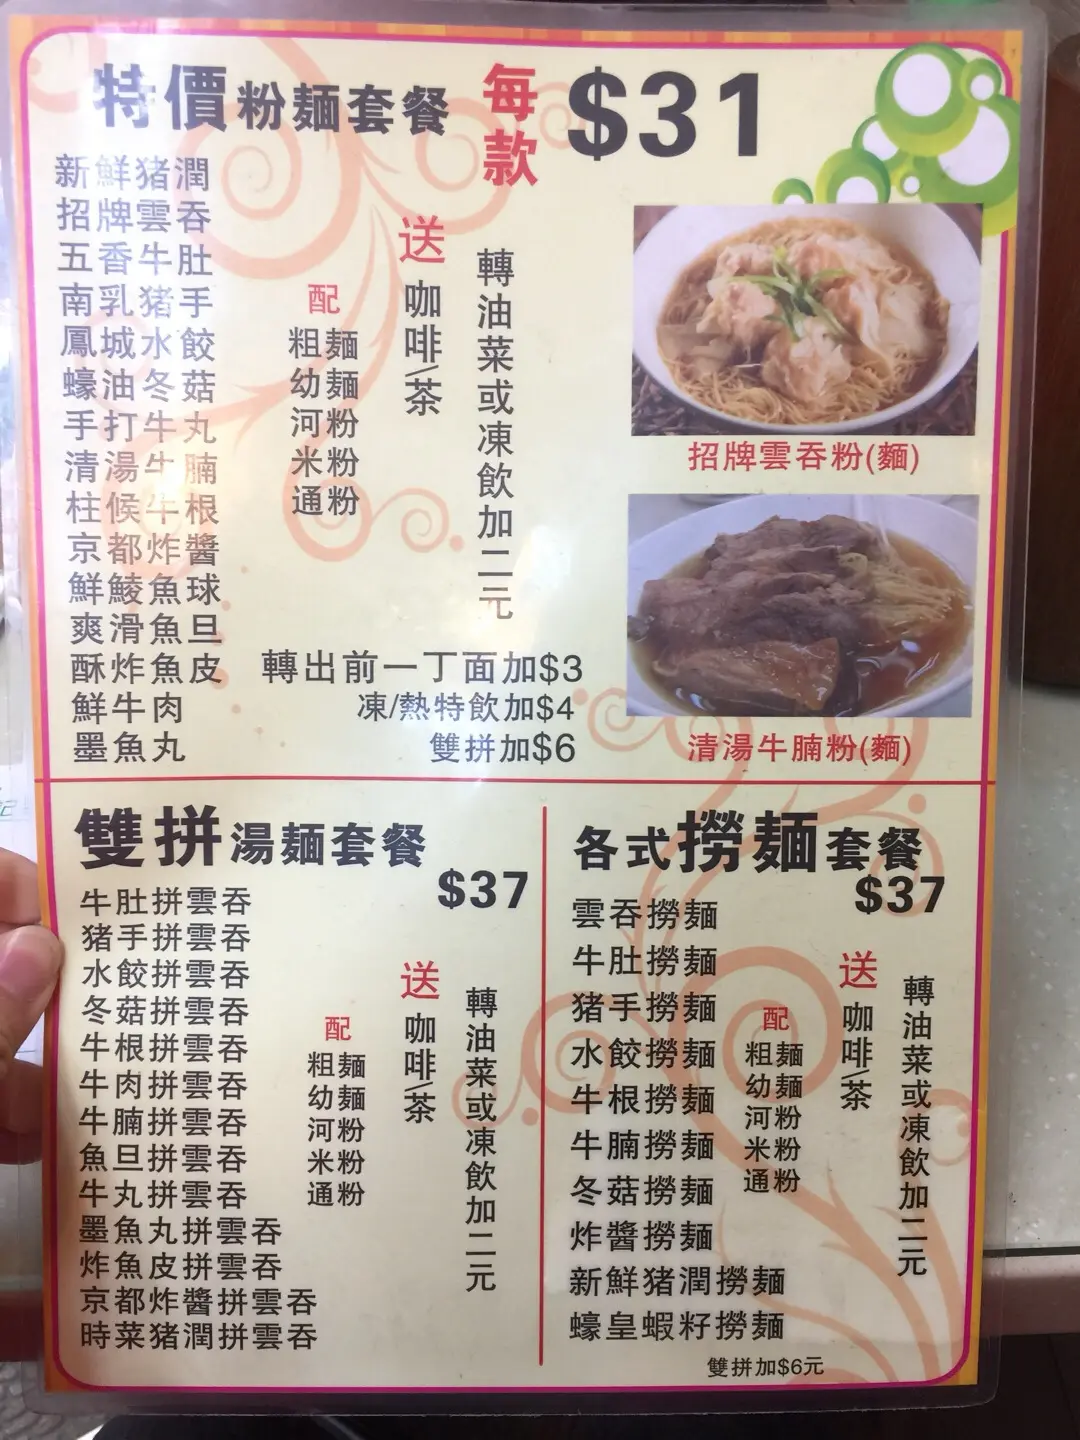 特價粉麵套餐 每款 $31
新鮮猪潤
招牌雲吞
五香牛肚
南乳猪手
鳳城水餃
蠔油冬菇
手打牛丸
清湯牛腩
柱候牛根
京都炸醬
鮮鯪魚球
爽滑魚旦
酥炸魚皮
鮮牛肉
墨魚丸
配
粗麵
幼麵
河粉
米粉
通粉
送咖啡\茶
轉油菜或凍飲加二元
轉出前一丁面加$3
凍/熱特飲加$4
雙拼加$6
招牌雲吞粉(麵)
清湯牛腩粉(麵)
雙拼湯麵套餐
$37
牛肚拼雲吞
猪手拼雲吞
水餃拼雲吞
冬菇拼雲吞
牛根拼雲吞
牛肉拼雲吞
牛腩拼雲吞
魚旦拼雲吞
牛丸拼雲吞
墨魚丸拼雲吞
炸魚皮拼雲吞
京都炸醬拼雲吞
時菜猪潤拼雲吞
配
粗麵
幼麵
河粉
米粉
通粉
送咖啡\茶
轉油菜或凍飲加二元
各式撈麵套餐
$37
雲吞撈麵
牛肚撈麵
猪手撈麵
水餃撈麵
牛根撈麵
牛腩撈麵
冬菇撈麵
炸醬撈麵
新鮮猪潤撈麵
蠔皇蝦籽撈麵
配
粗麵
幼麵
河粉
米粉
通粉
送咖啡\茶
轉油菜或凍飲加二元
雙拼加$6元